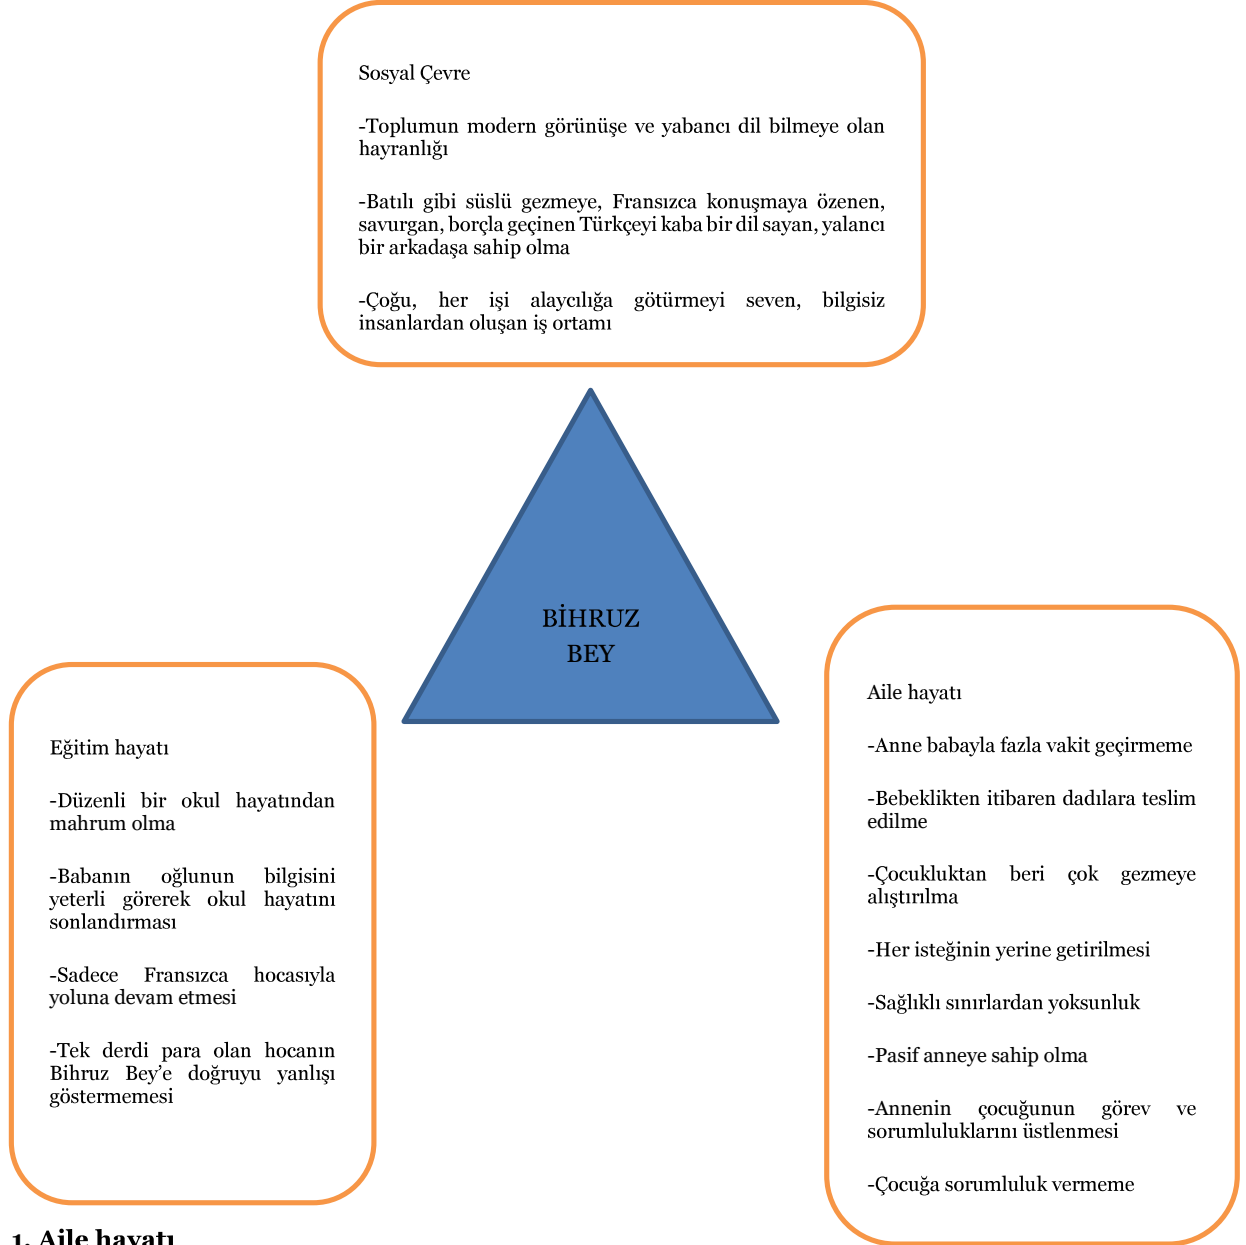 Sosyal Çevre
-Toplumun modern görünüşe ve yabancı dil bilmeye olan
hayranlığı
-Batılı gibi süslü gezmeye, Fransızca konuşmaya özenen,
savurgan, borçla geçinen Türkçeyi kaba bir dil sayan, yalancı
bir arkadaşa sahip olma
-Çoğu, her işi alaycılığa götürmeyi seven, bilgisiz
insanlardan oluşan iş ortamı
BİHRUZ
BEY
Eğitim hayatı
-Düzenli bir okul hayatından
mahrum olma
-Babanın oğlunun bilgisini
yeterli görerek okul hayatını
sonlandırması
-Sadece Fransızca hocasıyla
yoluna devam etmesi
-Tek derdi para olan hocanın
Bihruz Bey’e doğruyu yanlışı
göstermemesi
Aile hayatı
-Anne babayla fazla vakit geçirmeme
-Bebeklikten itibaren dadılara teslim
edilme
-Çocukluktan beri çok gezmeye
alıştırılma
-Her isteğinin yerine getirilmesi
-Sağlıklı sınırlardan yoksunluk
-Pasif anneye sahip olma
-Annenin çocuğunun görev ve
sorumluluklarını üstlenmesi
-Çocuğa sorumluluk vermeme
1. Aile hayatı